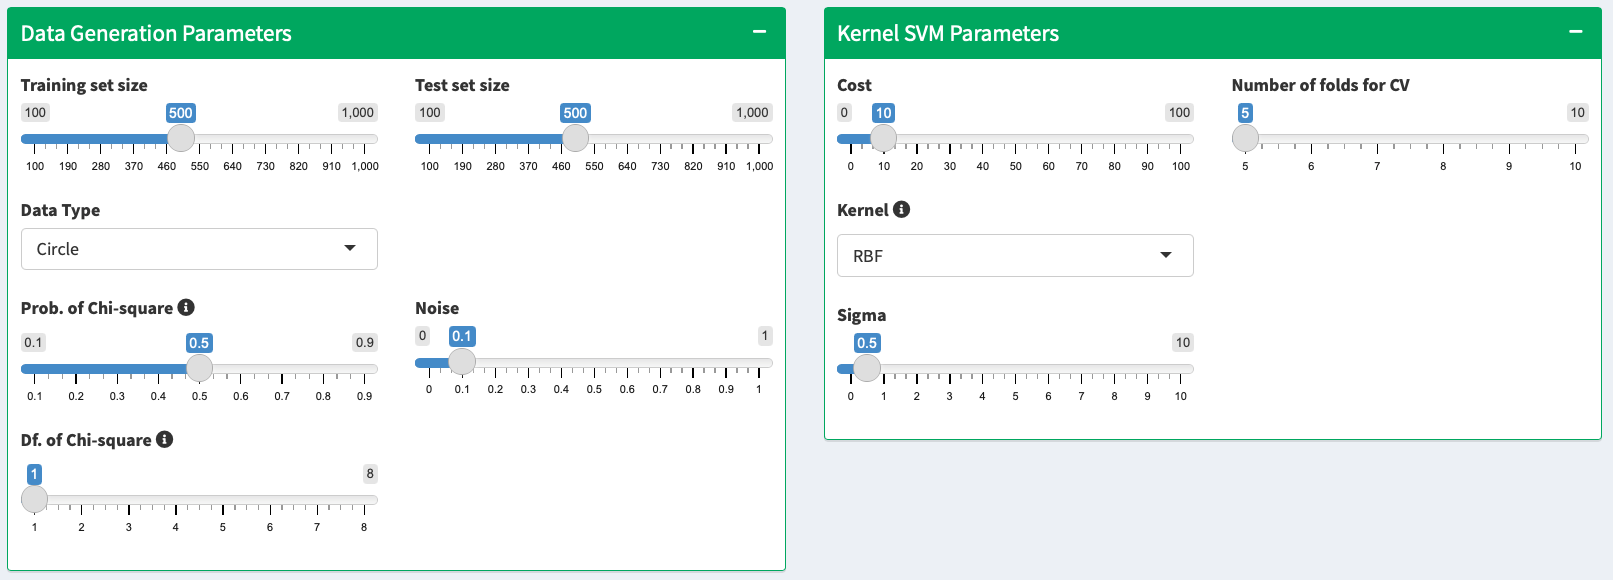 Data Generation Parameters
Training set size
100 500 1,000
100 190 280 370 460 550 640 730 820 910 1,000
Test set size
100 500 1,000
100 190 280 370 460 550 640 730 820 910 1,000
Data Type
Circle
Prob. of Chi-square
0.1 0.5 0.9
0.1 0.2 0.3 0.4 0.5 0.6 0.7 0.8 0.9
Noise
0 0.1 1
0 0.1 0.2 0.3 0.4 0.5 0.6 0.7 0.8 0.9 1
Df. of Chi-square
1 8
1 2 3 4 5 6 7 8
Kernel SVM Parameters
Cost
0 10 100
0 10 20 30 40 50 60 70 80 90 100
Number of folds for CV
5 10
5 6 7 8 9 10
Kernel
RBF
Sigma
0.5 10
0 1 2 3 4 5 6 7 8 9 10